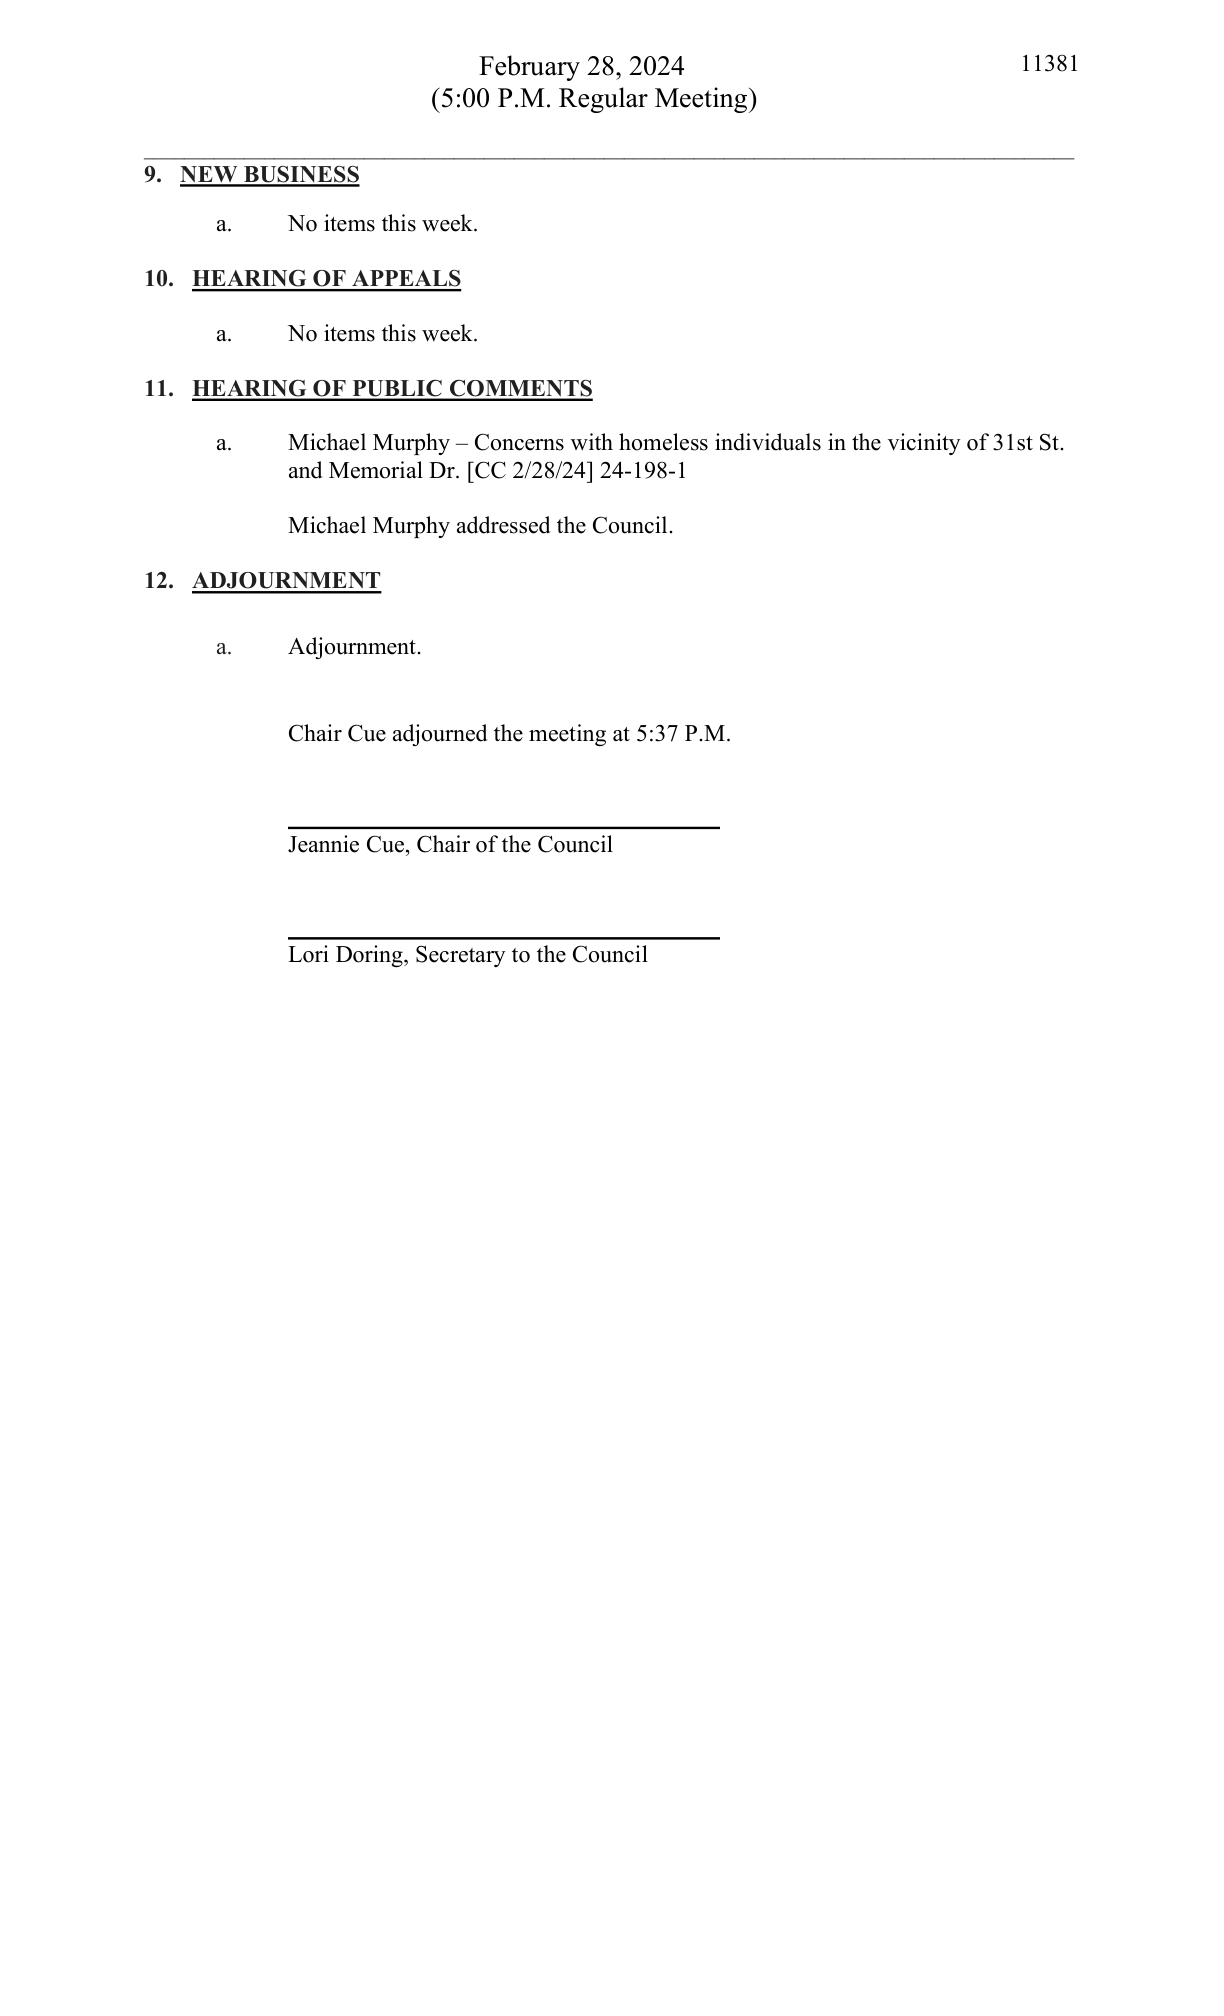 February 28, 2024
11381
(5:00 P.M. Regular Meeting)
9. NEW BUSINESS
a. No items this week.
10. HEARING OF APPEALS
a. No items this week.
11. HEARING OF PUBLIC COMMENTS
a. Michael Murphy – Concerns with homeless individuals in the vicinity of 31st St.
and Memorial Dr. [CC 2/28/24] 24-198-1
Michael Murphy addressed the Council.
12. ADJOURNMENT
a. Adjournment.
Chair Cue adjourned the meeting at 5:37 P.M.
Jeannie Cue, Chair of the Council
Lori Doring, Secretary to the Council